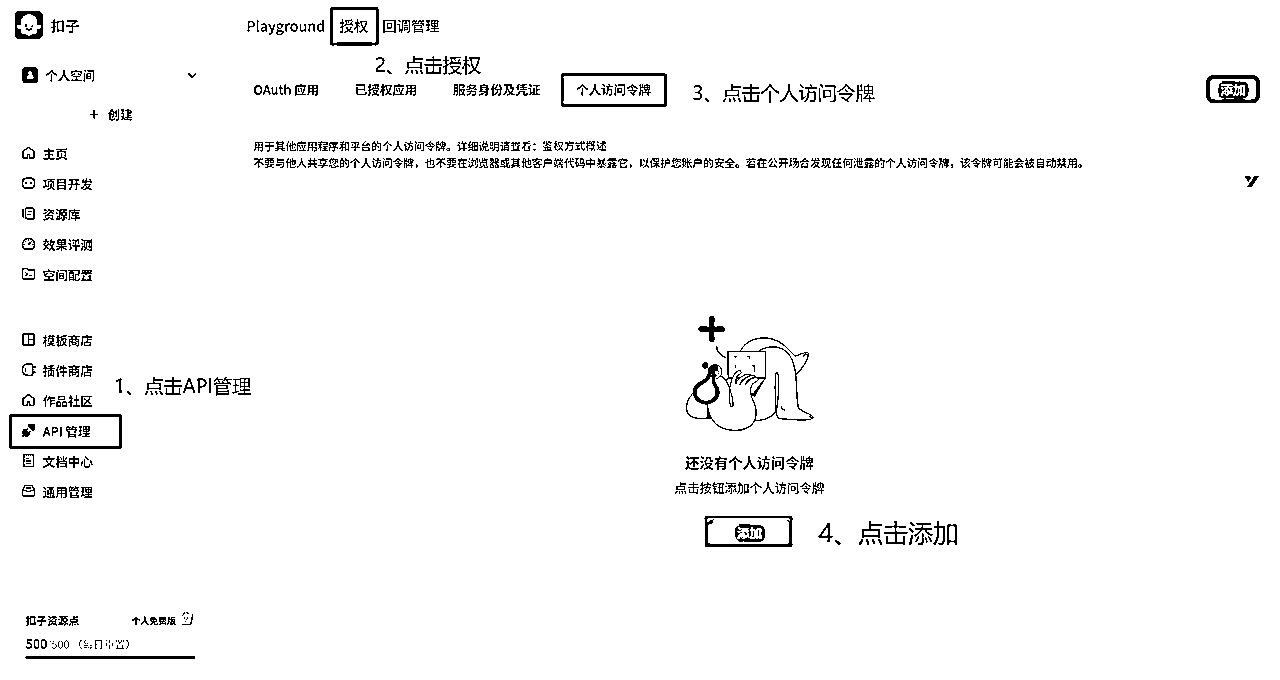 扣子
Playground 授权 回调管理
2、点击授权
个人空间
OAuth 应用 已授权应用 服务身份及凭证 个人访问令牌
3、点击个人访问令牌
添加
+ 创建
用于其他应用程序和平台的个人访问令牌。详细说明请查看：鉴权方式概述
不要与他人共享您的个人访问令牌，也不要在浏览器或其他客户端代码中暴露它，以保护您账户的安全。若在公开场合发现任何泄露的个人访问令牌，该令牌可能会被自动禁用。
主页
项目开发
资源库
效果评测
空间配置
模板商店
插件商店
1、点击API管理
作品社区
API 管理
文档中心
通用管理
还没有个人访问令牌
点击按钮添加个人访问令牌
添加
4、点击添加
扣子资源点 个人免费版
500/500（每日重置）